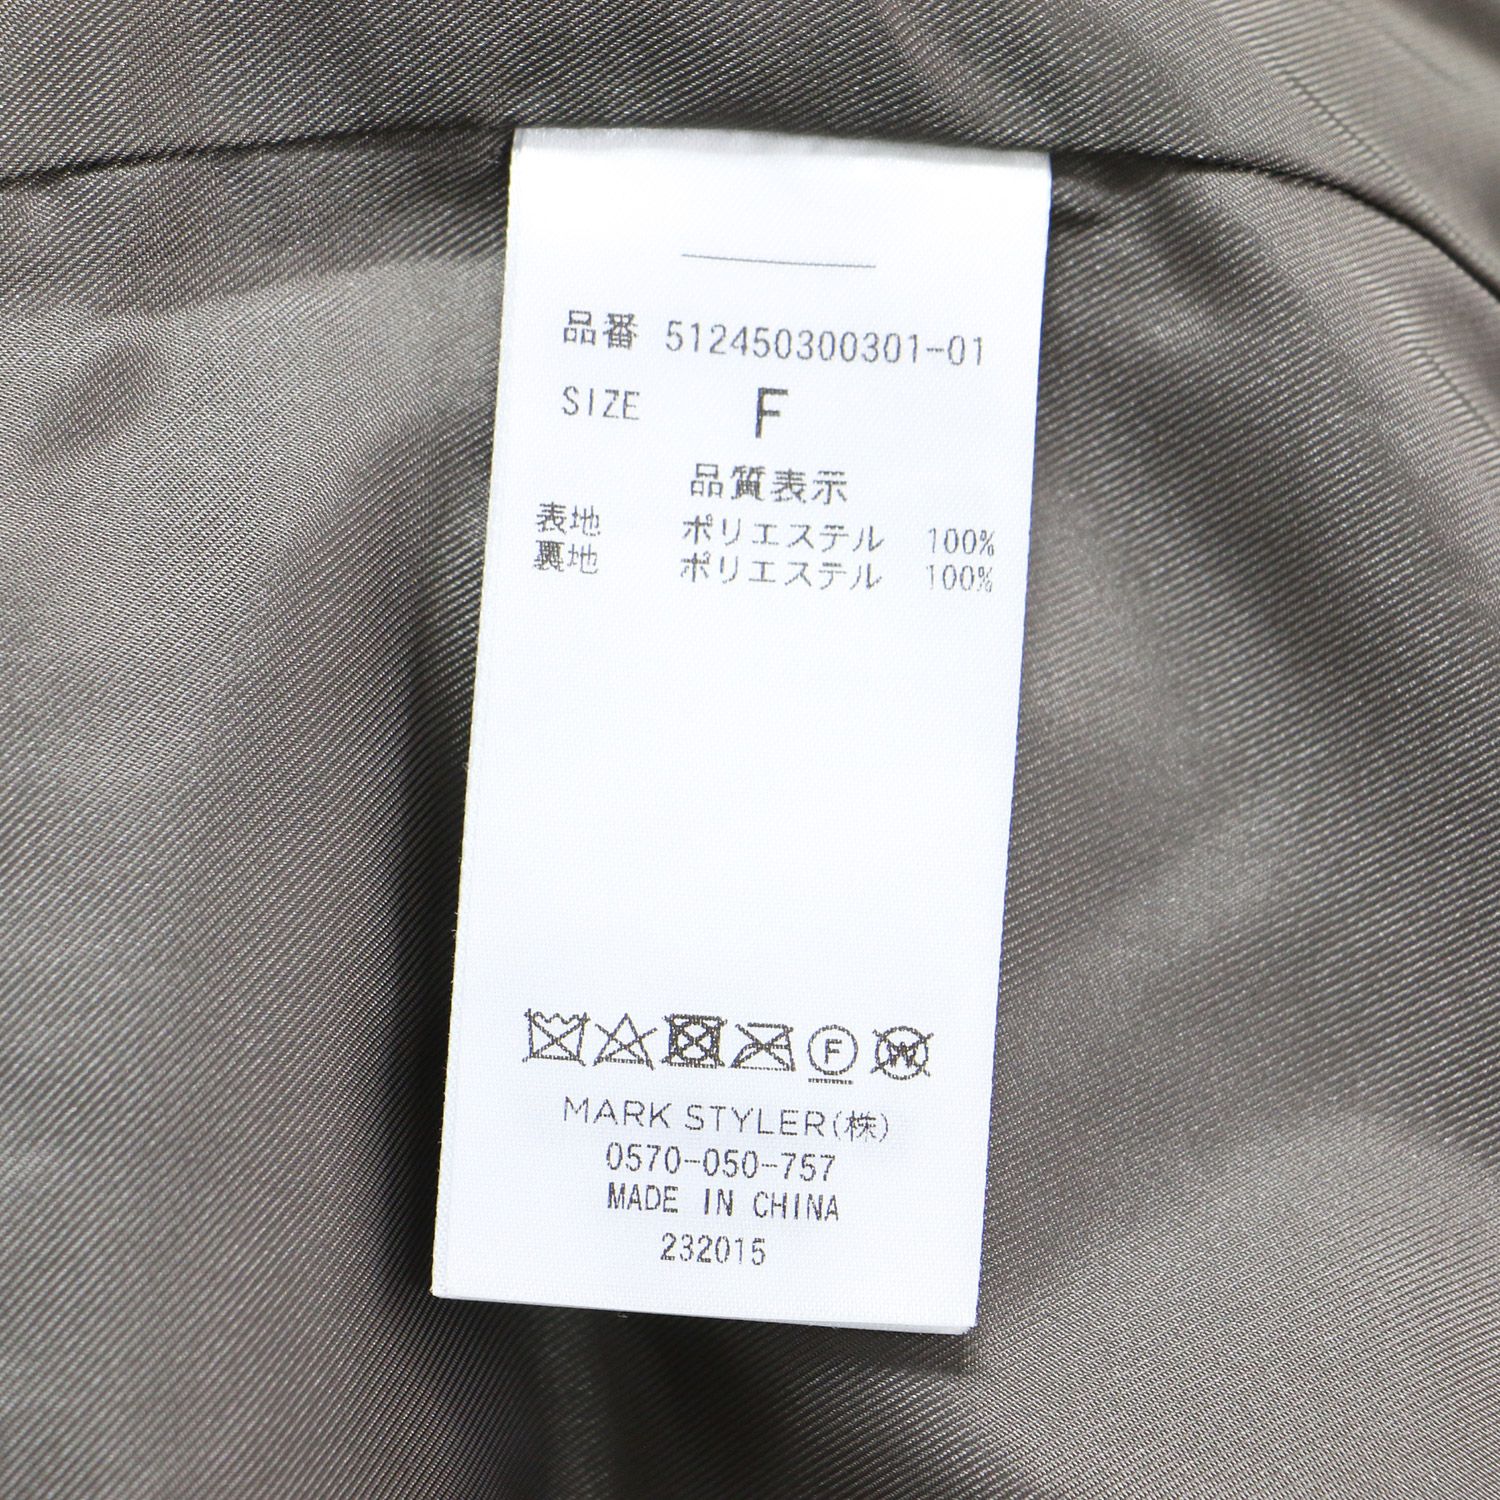 品番 512450300301-01
SIZE F
品質表示
表地 ポリエステル 100%
裏地 ポリエステル 100%
F W
MARK STYLER(株)
0570-050-757
MADE IN CHINA
232015